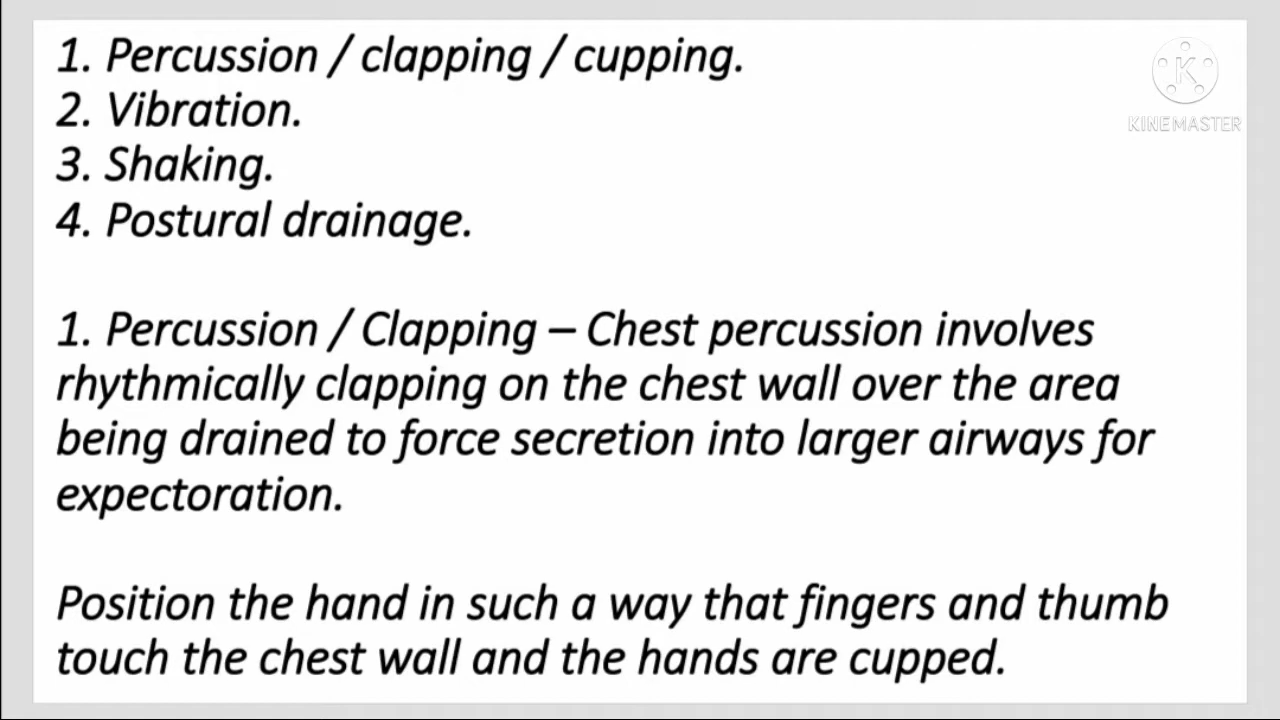 1. Percussion / clapping / cupping.
2. Vibration.
3. Shaking.
4. Postural drainage.
1. Percussion / Clapping – Chest percussion involves
rhythmically clapping on the chest wall over the area
being drained to force secretion into larger airways for
expectoration.
Position the hand in such a way that fingers and thumb
touch the chest wall and the hands are cupped.
K
KINEMASTER